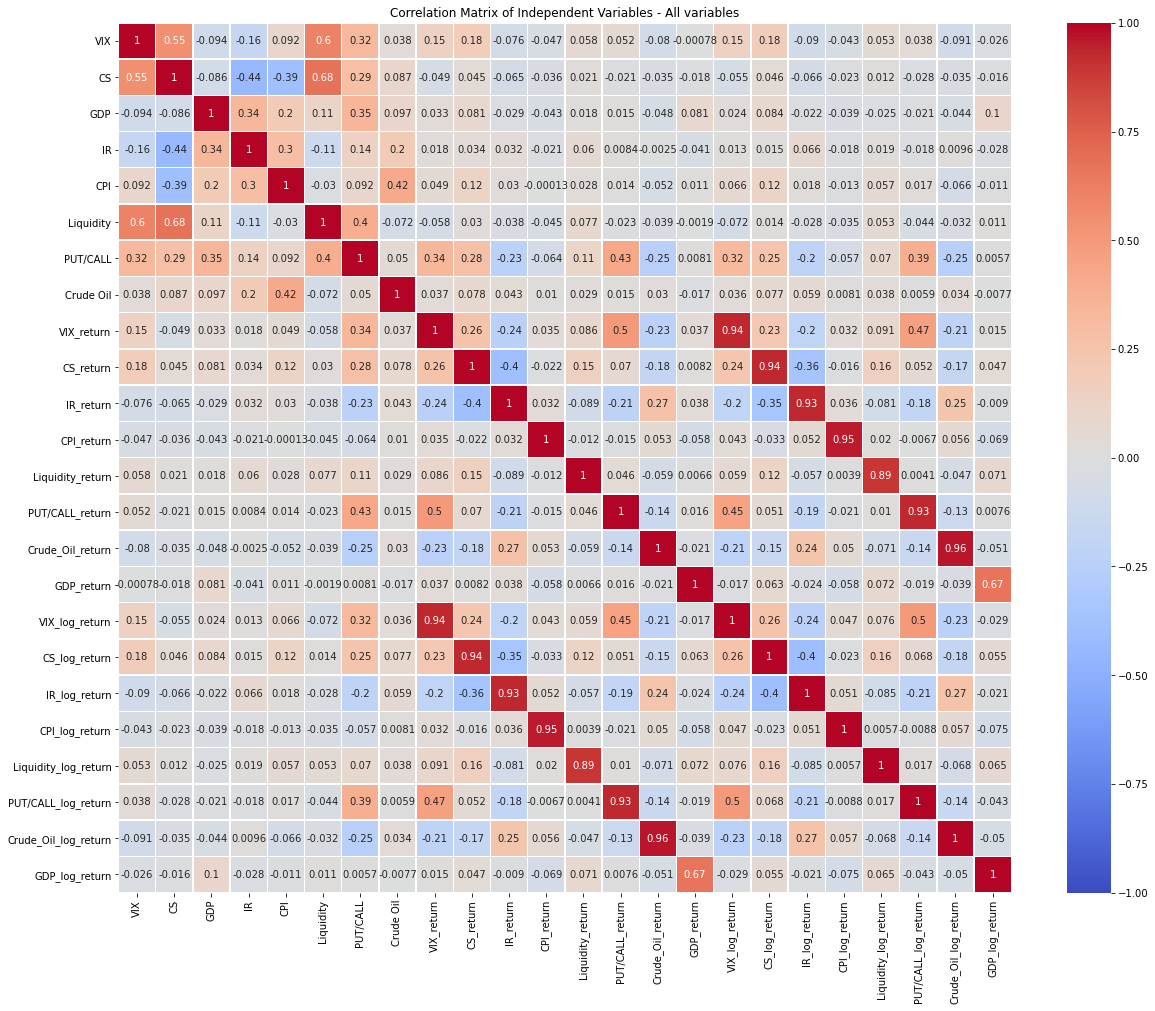 Correlation Matrix of Independent Variables - All variables
VIX 1 0.55 -0.094 -0.16 0.092 0.6 0.32 0.038 0.15 0.18 -0.076 -0.047 0.058 0.052 -0.08 -0.00078 0.15 0.18 -0.09 -0.043 0.053 0.038 -0.091 -0.026
CS 0.55 1 -0.086 -0.44 -0.39 0.68 0.29 0.087 -0.049 0.045 -0.065 -0.036 0.021 -0.021 -0.035 -0.018 -0.055 0.046 -0.066 -0.023 0.012 -0.028 -0.035 -0.016
GDP -0.094 -0.086 1 0.34 0.2 0.11 0.35 0.097 0.033 0.081 -0.029 -0.043 0.018 0.015 -0.048 0.081 0.024 0.084 -0.022 -0.039 -0.025 -0.021 -0.044 0.1
IR -0.16 -0.44 0.34 1 0.3 -0.11 0.14 0.2 0.018 0.034 0.032 -0.021 0.06 0.0084 -0.0025 -0.041 0.013 0.015 0.066 -0.018 0.019 -0.018 0.0096 -0.028
CPI 0.092 -0.39 0.2 0.3 1 -0.03 0.092 0.42 0.049 0.12 0.03 -0.00013 0.028 0.014 -0.052 0.011 0.066 0.12 0.018 -0.013 0.057 0.017 -0.066 -0.011
Liquidity 0.6 0.68 0.11 -0.11 -0.03 1 0.4 -0.072 -0.058 0.03 -0.038 -0.045 0.077 -0.023 -0.039 -0.0019 -0.072 0.014 -0.028 -0.035 0.053 -0.044 -0.032 0.011
PUT/CALL 0.32 0.29 0.35 0.14 0.092 0.4 1 0.05 0.34 0.28 -0.23 -0.064 0.11 0.43 -0.25 0.0081 0.32 0.25 -0.2 -0.057 0.07 0.39 -0.25 0.0057
Crude Oil 0.038 0.087 0.097 0.2 0.42 -0.072 0.05 1 0.037 0.078 0.043 0.01 0.029 0.015 0.03 -0.017 0.036 0.077 0.059 0.0081 0.038 0.0059 0.034 -0.0077
VIX_return 0.15 -0.049 0.033 0.018 0.049 -0.058 0.34 0.037 1 0.26 -0.24 0.035 0.086 0.5 -0.23 0.037 0.94 0.23 -0.2 0.032 0.091 0.47 -0.21 0.015
CS_return 0.18 0.045 0.081 0.034 0.12 0.03 0.28 0.078 0.26 1 -0.4 -0.022 0.15 0.07 -0.18 0.0082 0.24 0.94 -0.36 -0.016 0.16 0.052 -0.17 0.047
IR_return -0.076 -0.065 -0.029 0.032 0.03 -0.038 -0.23 0.043 -0.24 -0.4 1 0.032 -0.089 -0.21 0.27 0.038 -0.2 -0.35 0.93 0.036 -0.081 -0.18 0.25 -0.009
CPI_return -0.047 -0.036 -0.043 -0.021 -0.00013 -0.045 -0.064 0.01 0.035 -0.022 0.032 1 -0.012 -0.015 0.053 -0.058 0.043 -0.033 0.052 0.95 0.02 -0.0067 0.056 -0.069
Liquidity_return 0.058 0.021 0.018 0.06 0.028 0.077 0.11 0.029 0.086 0.15 -0.089 -0.012 1 0.046 -0.059 0.0066 0.059 0.12 -0.057 0.0039 0.89 0.0041 -0.047 0.071
PUT/CALL_return 0.052 -0.021 0.015 0.0084 0.014 -0.023 0.43 0.015 0.5 0.07 -0.21 -0.015 0.046 1 -0.14 0.016 0.45 0.051 -0.19 -0.021 0.01 0.93 -0.13 0.0076
Crude_Oil_return -0.08 -0.035 -0.048 -0.0025 -0.052 -0.039 -0.25 0.03 -0.23 -0.18 0.27 0.053 -0.059 -0.14 1 -0.021 -0.21 -0.15 0.24 0.05 -0.071 -0.14 0.96 -0.051
GDP_return -0.00078 -0.018 0.081 -0.041 0.011 -0.0019 0.0081 -0.017 0.037 0.0082 0.038 -0.058 0.0066 0.016 -0.021 1 -0.017 0.063 -0.024 -0.058 0.072 -0.019 -0.039 0.67
VIX_log_return 0.15 -0.055 0.024 0.013 0.066 -0.072 0.32 0.036 0.94 0.24 -0.2 0.043 0.059 0.45 -0.21 -0.017 1 0.26 -0.24 0.047 0.076 0.5 -0.23 -0.029
CS_log_return 0.18 0.046 0.084 0.015 0.12 0.014 0.25 0.077 0.23 0.94 -0.35 -0.033 0.12 0.051 -0.15 0.063 0.26 1 -0.4 -0.023 0.16 0.068 -0.18 0.055
IR_log_return -0.09 -0.066 -0.022 0.066 0.018 -0.028 -0.2 0.059 -0.2 -0.36 0.93 0.052 -0.057 -0.19 0.24 -0.024 -0.24 -0.4 1 0.051 -0.085 -0.21 0.27 -0.021
CPI_log_return -0.043 -0.023 -0.039 -0.018 -0.013 -0.035 -0.057 0.0081 0.032 -0.016 0.036 0.95 0.0039 -0.021 0.05 -0.058 0.047 -0.023 0.051 1 0.0057 -0.0088 0.057 -0.075
Liquidity_log_return 0.053 0.012 -0.025 0.019 0.057 0.053 0.07 0.038 0.091 0.16 -0.081 0.02 0.89 0.01 -0.071 0.072 0.076 0.16 -0.085 0.0057 1 0.017 -0.068 0.065
PUT/CALL_log_return 0.038 -0.028 -0.021 -0.018 0.017 -0.044 0.39 0.0059 0.47 0.052 -0.18 -0.0067 0.0041 0.93 -0.14 -0.019 0.5 0.068 -0.21 -0.0088 0.017 1 -0.14 -0.043
Crude_Oil_log_return -0.091 -0.035 -0.044 0.0096 -0.066 -0.032 -0.25 0.034 -0.21 -0.17 0.25 0.056 -0.047 -0.13 0.96 -0.039 -0.23 -0.18 0.27 0.057 -0.068 -0.14 1 -0.05
GDP_log_return -0.026 -0.016 0.1 -0.028 -0.011 0.011 0.0057 -0.0077 0.015 0.047 -0.009 -0.069 0.071 0.0076 -0.051 0.67 -0.029 0.055 -0.021 -0.075 0.065 -0.043 -0.05 1
VIX CS GDP IR CPI Liquidity PUT/CALL Crude Oil VIX_return CS_return IR_return CPI_return Liquidity_return PUT/CALL_return Crude_Oil_return GDP_return VIX_log_return CS_log_return IR_log_return CPI_log_return Liquidity_log_return PUT/CALL_log_return Crude_Oil_log_return GDP_log_return
1.00
0.75
0.50
0.25
0.00
−0.25
−0.50
−0.75
−1.00